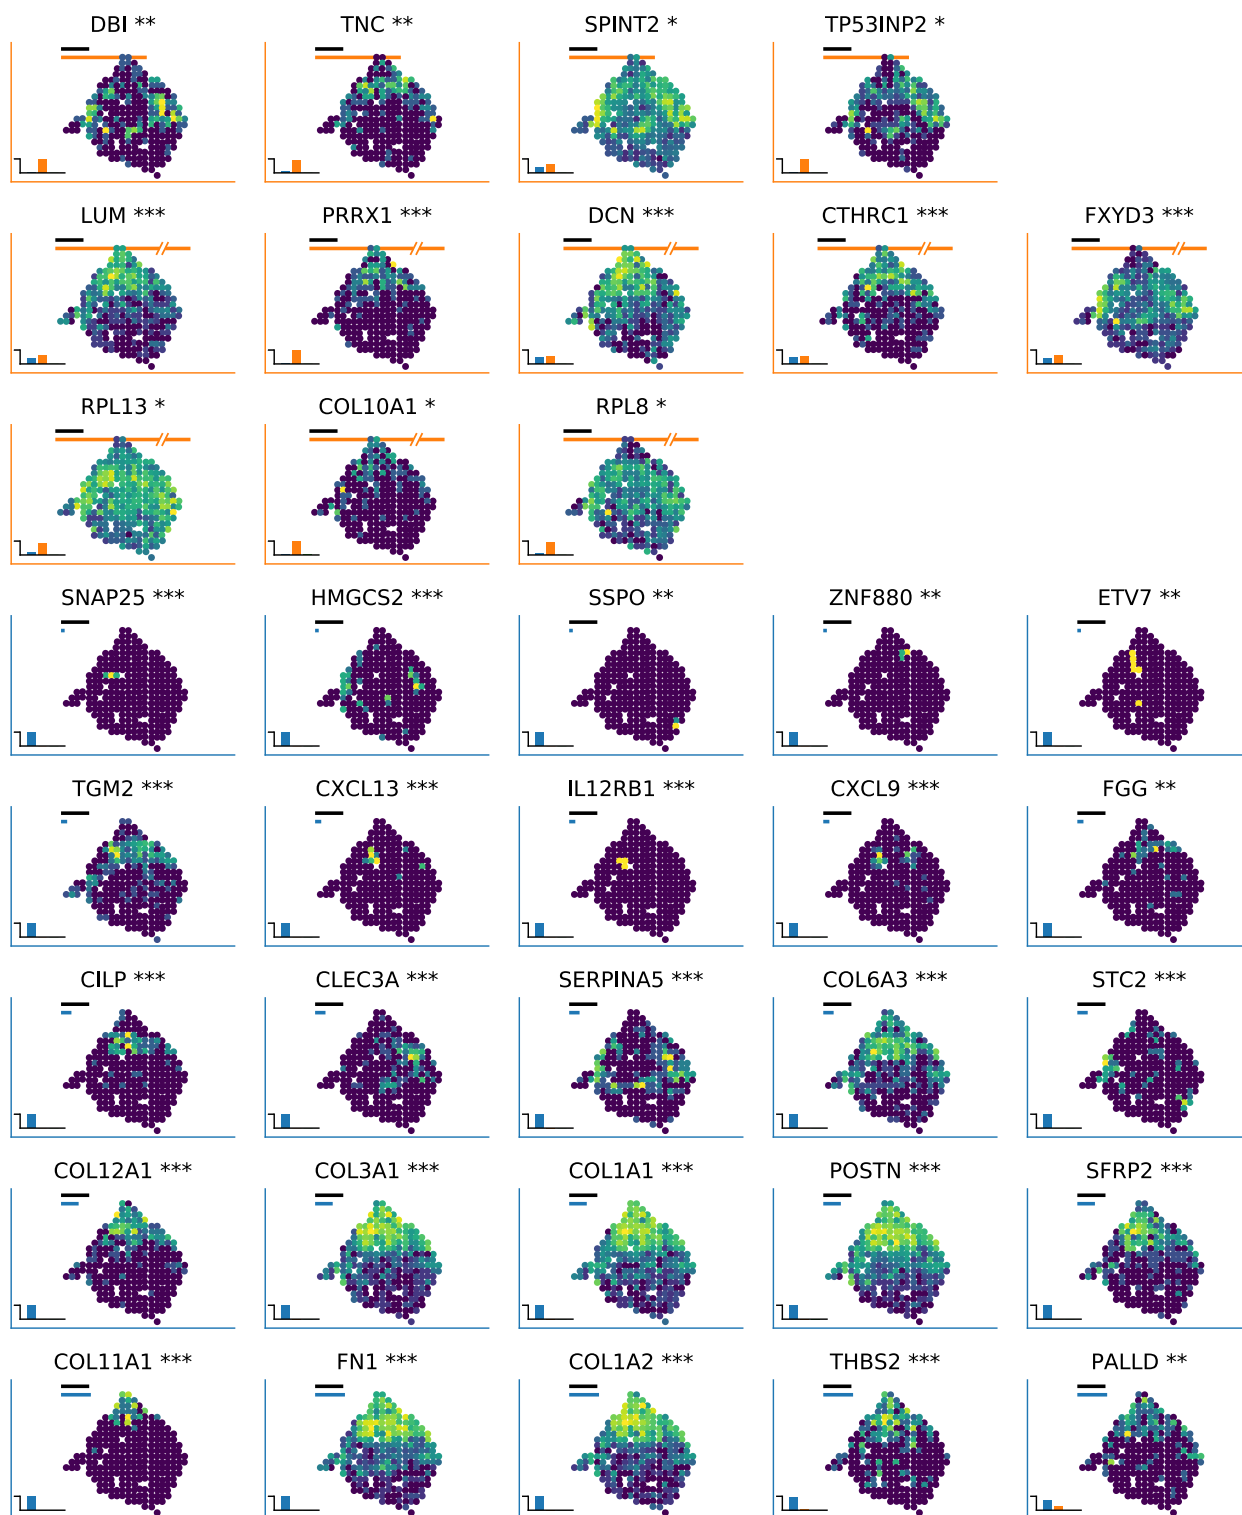 DBI ** TNC ** SPINT2 * TP53INP2 *
LUM *** PRRX1 *** DCN *** CTHRC1 *** FXYD3 ***
RPL13 * COL10A1 * RPL8 *
SNAP25 *** HMGCS2 *** SSPO ** ZNF880 ** ETV7 **
TGM2 *** CXCL13 *** IL12RB1 *** CXCL9 *** FGG **
CILP *** CLEC3A *** SERPINA5 *** COL6A3 *** STC2 ***
COL12A1 *** COL3A1 *** COL1A1 *** POSTN *** SFRP2 ***
COL11A1 *** FN1 *** COL1A2 *** THBS2 *** PALLD **